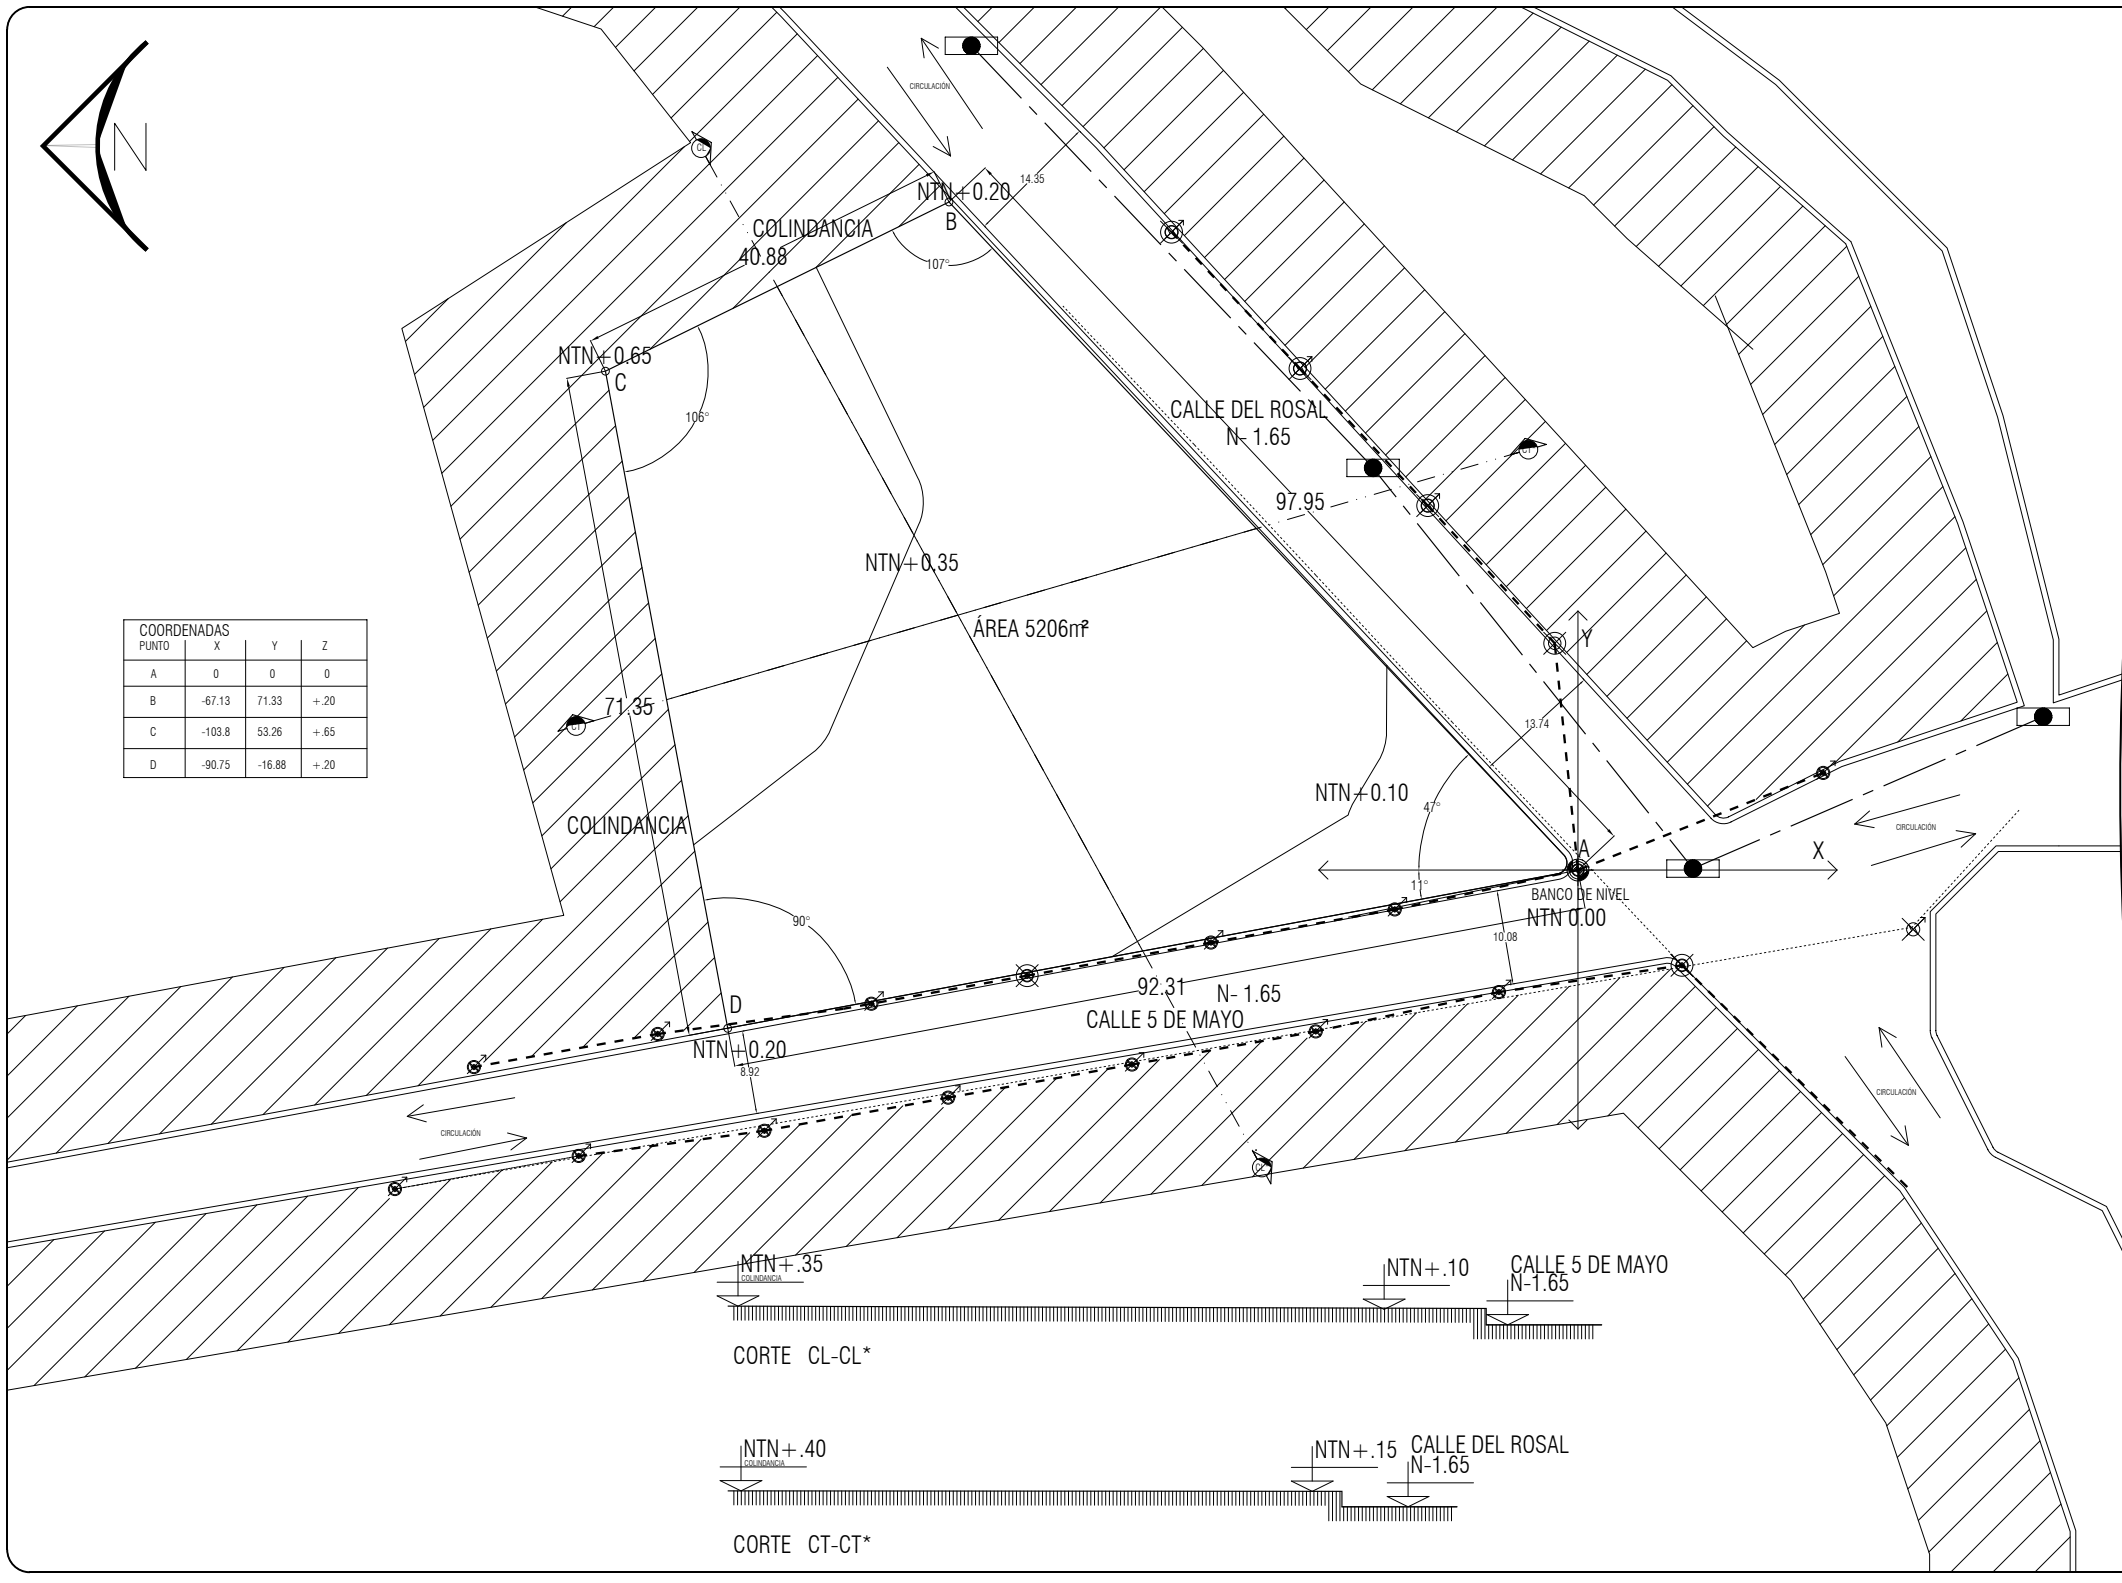 N
CIRCULACIÓN
CL
NTN+0.20
B
14.35
COLINDANCIA
40.88
107°
NTN+0.65
C
106°
CALLE DEL ROSAL
N- 1.65
CT
97.95
NTN+0.35
ÁREA 5206m²
Y
COORDENADAS
PUNTO X Y Z
A 0 0 0
B -67.13 71.33 +.20
C -103.8 53.26 +.65
D -90.75 -16.88 +.20
71.35
CT
13.74
NTN+0.10
47°
COLINDANCIA
CIRCULACIÓN
A
X
11°
BANCO DE NIVEL
NTN 0.00
90°
10.08
D
92.31
N- 1.65
CALLE 5 DE MAYO
NTN+0.20
8.92
CIRCULACIÓN
CIRCULACIÓN
CL
NTN+.35
COLINDANCIA
NTN+.10
CALLE 5 DE MAYO
N-1.65
CORTE CL-CL*
NTN+.40
COLINDANCIA
NTN+.15
CALLE DEL ROSAL
N-1.65
CORTE CT-CT*